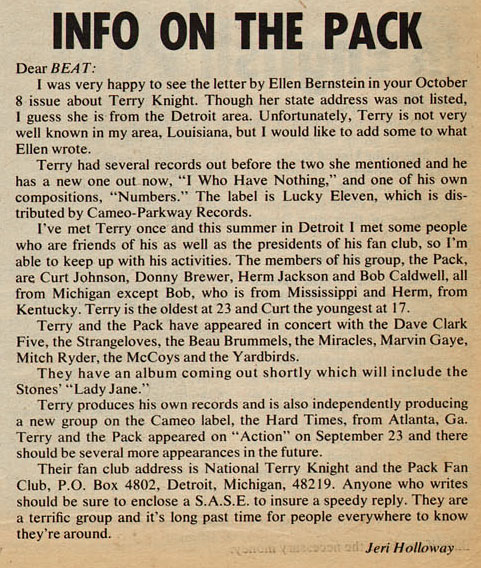 INFO ON THE PACK
Dear BEAT:
I was very happy to see the letter by Ellen Bernstein in your October
8 issue about Terry Knight. Though her state address was not listed,
I guess she is from the Detroit area. Unfortunately, Terry is not very
well known in my area, Louisiana, but I would like to add some to what
Ellen wrote.
Terry had several records out before the two she mentioned and he
has a new one out now, “I Who Have Nothing,” and one of his own
compositions, “Numbers.” The label is Lucky Eleven, which is dis-
tributed by Cameo-Parkway Records.
I've met Terry once and this summer in Detroit I met some people
who are friends of his as well as the presidents of his fan club, so I'm
able to keep up with his activities. The members of his group, the Pack,
are Curt Johnson, Donny Brewer, Herm Jackson and Bob Caldwell, all
from Michigan except Bob, who is from Mississippi and Herm, from
Kentucky. Terry is the oldest at 23 and Curt the youngest at 17.
Terry and the Pack have appeared in concert with the Dave Clark
Five, the Strangeloves, the Beau Brummels, the Miracles, Marvin Gaye,
Mitch Ryder, the McCoys and the Yardbirds.
They have an album coming out shortly which will include the
Stones' “Lady Jane.”
Terry produces his own records and is also independently producing
a new group on the Cameo label, the Hard Times, from Atlanta, Ga.
Terry and the Pack appeared on “Action” on September 23 and there
should be several more appearances in the future.
Their fan club address is National Terry Knight and the Pack Fan
Club, P.O. Box 4802, Detroit, Michigan, 48219. Anyone who writes
should be sure to enclose a S.A.S.E. to insure a speedy reply. They are
a terrific group and it's long past time for people everywhere to know
they're around.
Jeri Holloway
the necessary money.